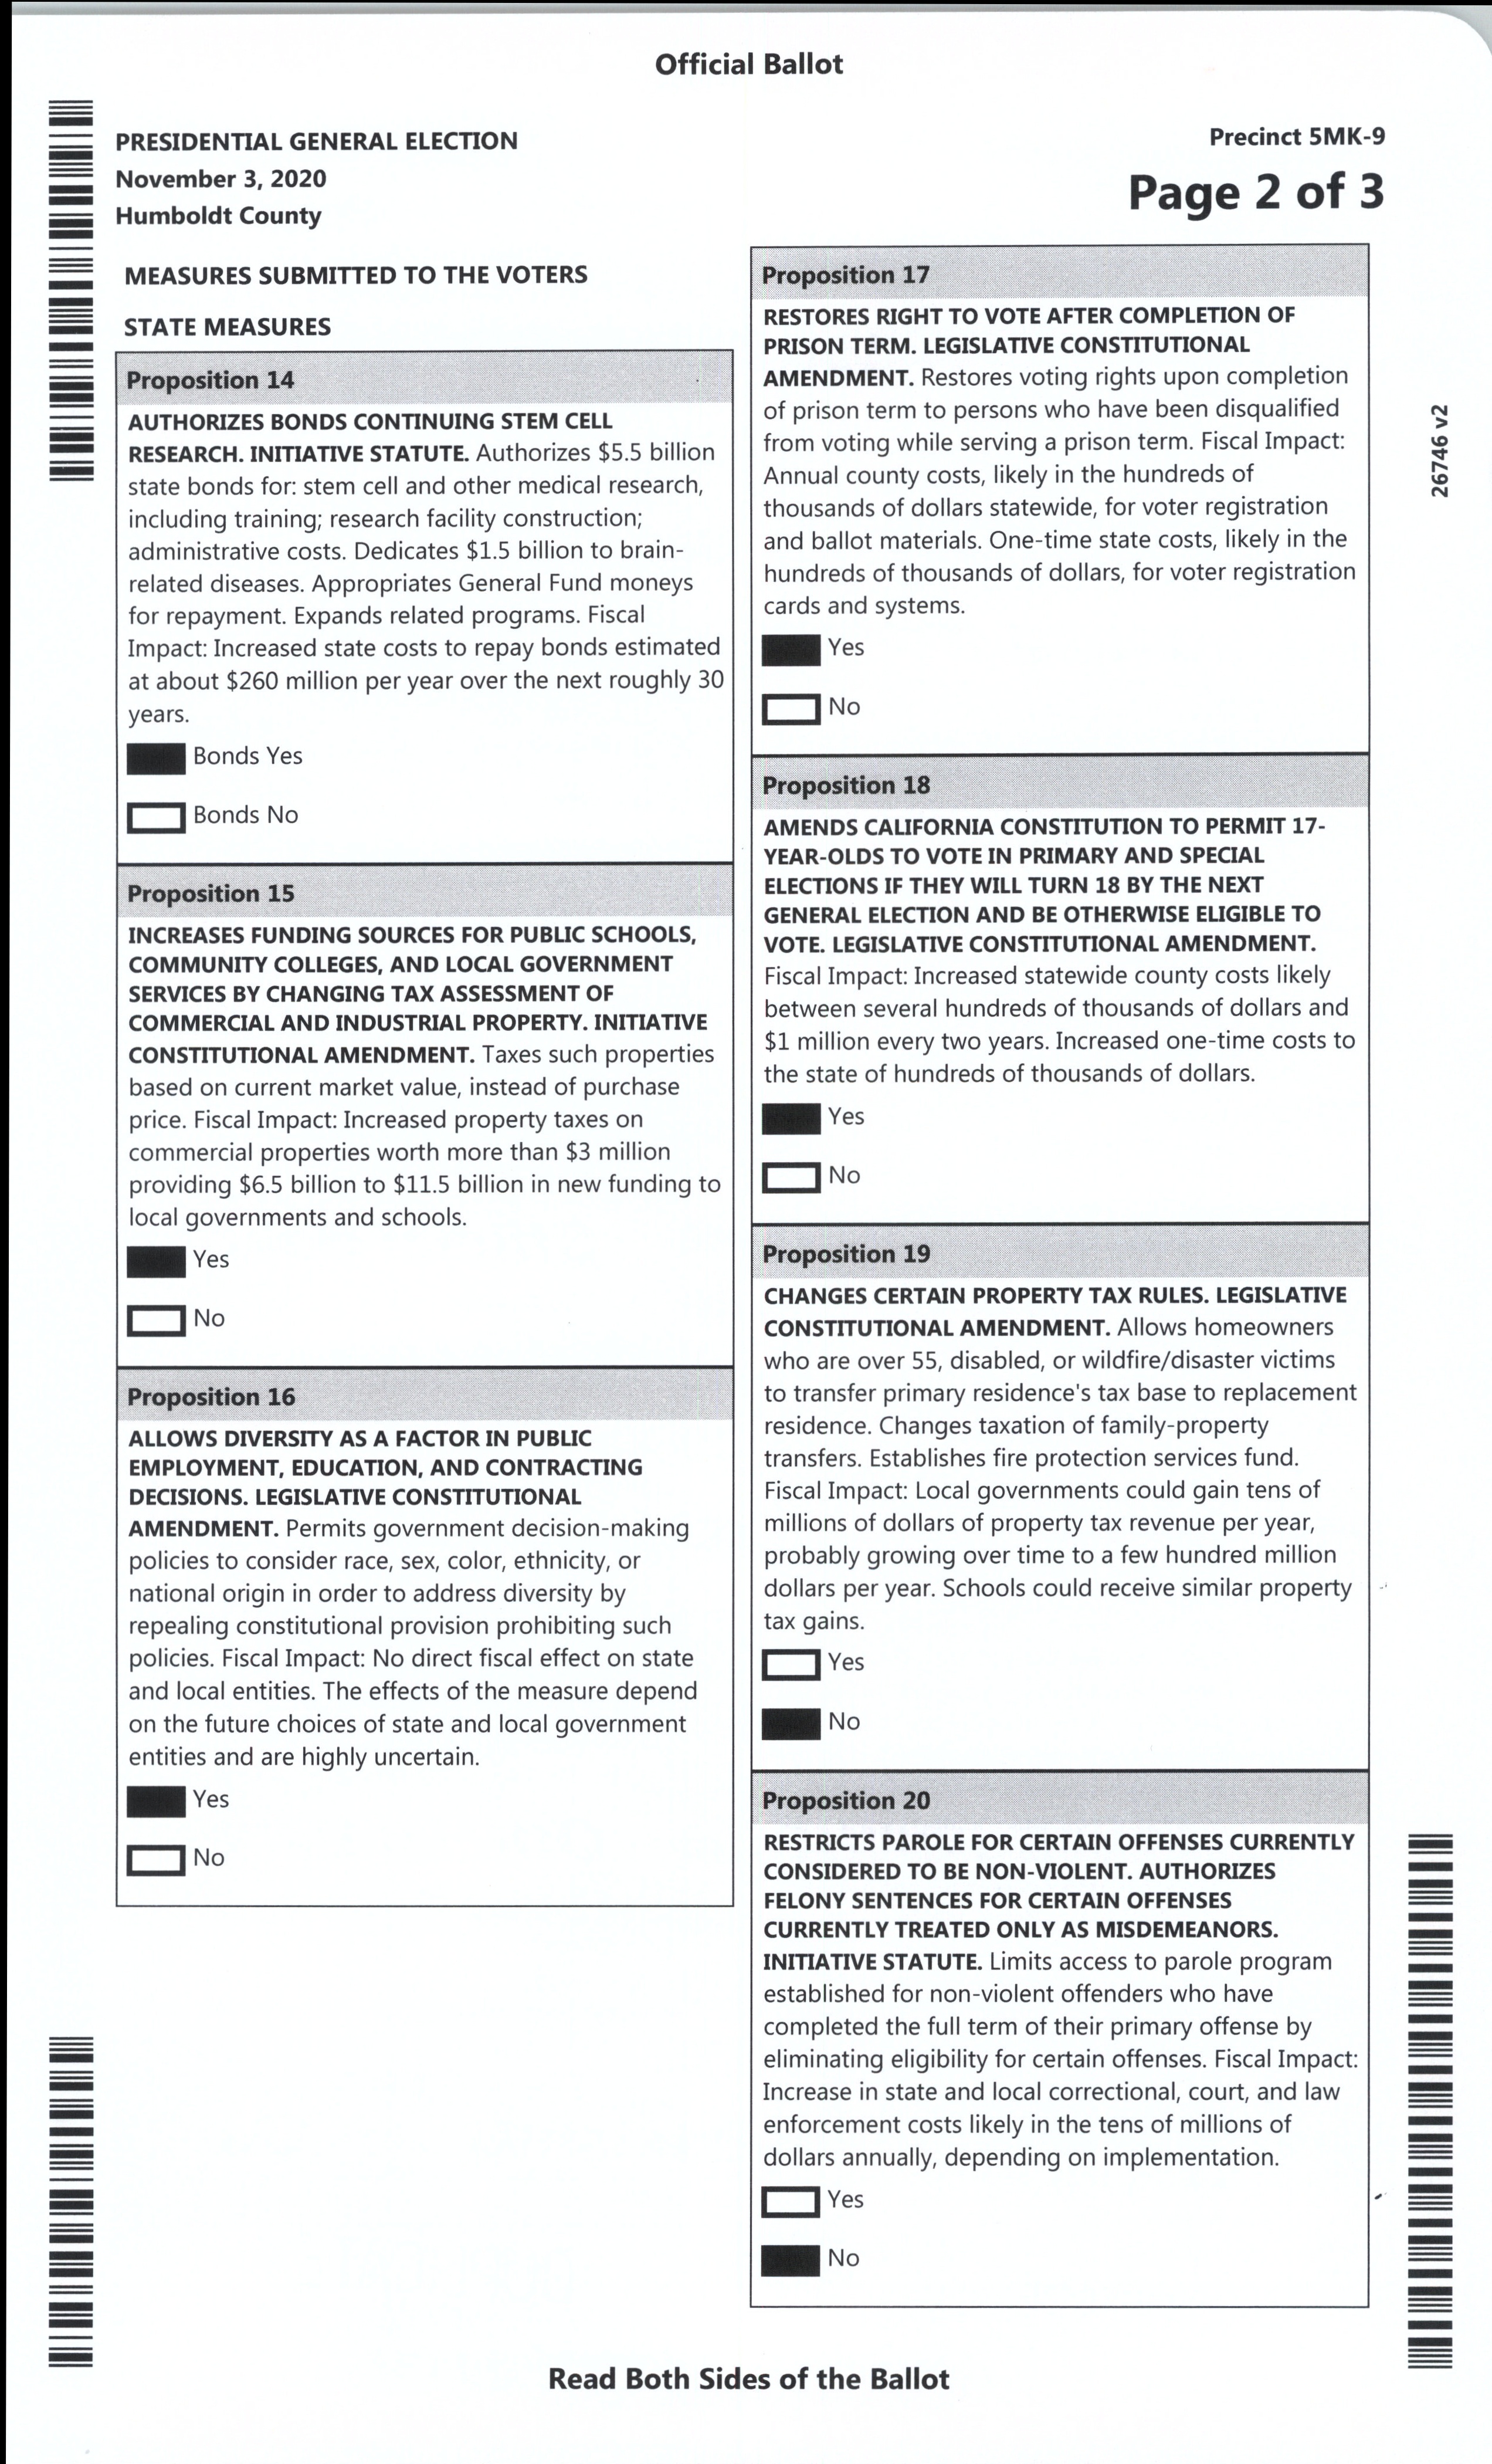 Official Ballot
PRESIDENTIAL GENERAL ELECTION
November 3, 2020
Humboldt County
Precinct 5MK-9
Page 2 of 3
MEASURES SUBMITTED TO THE VOTERS
STATE MEASURES
Proposition 14
AUTHORIZES BONDS CONTINUING STEM CELL
RESEARCH. INITIATIVE STATUTE. Authorizes $5.5 billion
state bonds for: stem cell and other medical research,
including training; research facility construction;
administrative costs. Dedicates $1.5 billion to brain-
related diseases. Appropriates General Fund moneys
for repayment. Expands related programs. Fiscal
Impact: Increased state costs to repay bonds estimated
at about $260 million per year over the next roughly 30
years.
Bonds Yes
Bonds No
Proposition 15
INCREASES FUNDING SOURCES FOR PUBLIC SCHOOLS,
COMMUNITY COLLEGES, AND LOCAL GOVERNMENT
SERVICES BY CHANGING TAX ASSESSMENT OF
COMMERCIAL AND INDUSTRIAL PROPERTY. INITIATIVE
CONSTITUTIONAL AMENDMENT. Taxes such properties
based on current market value, instead of purchase
price. Fiscal Impact: Increased property taxes on
commercial properties worth more than $3 million
providing $6.5 billion to $11.5 billion in new funding to
local governments and schools.
Yes
No
Proposition 16
ALLOWS DIVERSITY AS A FACTOR IN PUBLIC
EMPLOYMENT, EDUCATION, AND CONTRACTING
DECISIONS. LEGISLATIVE CONSTITUTIONAL
AMENDMENT. Permits government decision-making
policies to consider race, sex, color, ethnicity, or
national origin in order to address diversity by
repealing constitutional provision prohibiting such
policies. Fiscal Impact: No direct fiscal effect on state
and local entities. The effects of the measure depend
on the future choices of state and local government
entities and are highly uncertain.
Yes
No
Proposition 17
RESTORES RIGHT TO VOTE AFTER COMPLETION OF
PRISON TERM. LEGISLATIVE CONSTITUTIONAL
AMENDMENT. Restores voting rights upon completion
of prison term to persons who have been disqualified
from voting while serving a prison term. Fiscal Impact:
Annual county costs, likely in the hundreds of
thousands of dollars statewide, for voter registration
and ballot materials. One-time state costs, likely in the
hundreds of thousands of dollars, for voter registration
cards and systems.
Yes
No
Proposition 18
AMENDS CALIFORNIA CONSTITUTION TO PERMIT 17-
YEAR-OLDS TO VOTE IN PRIMARY AND SPECIAL
ELECTIONS IF THEY WILL TURN 18 BY THE NEXT
GENERAL ELECTION AND BE OTHERWISE ELIGIBLE TO
VOTE. LEGISLATIVE CONSTITUTIONAL AMENDMENT.
Fiscal Impact: Increased statewide county costs likely
between several hundreds of thousands of dollars and
$1 million every two years. Increased one-time costs to
the state of hundreds of thousands of dollars.
Yes
No
Proposition 19
CHANGES CERTAIN PROPERTY TAX RULES. LEGISLATIVE
CONSTITUTIONAL AMENDMENT. Allows homeowners
who are over 55, disabled, or wildfire/disaster victims
to transfer primary residence's tax base to replacement
residence. Changes taxation of family-property
transfers. Establishes fire protection services fund.
Fiscal Impact: Local governments could gain tens of
millions of dollars of property tax revenue per year,
probably growing over time to a few hundred million
dollars per year. Schools could receive similar property
tax gains.
Yes
No
Proposition 20
RESTRICTS PAROLE FOR CERTAIN OFFENSES CURRENTLY
CONSIDERED TO BE NON-VIOLENT. AUTHORIZES
FELONY SENTENCES FOR CERTAIN OFFENSES
CURRENTLY TREATED ONLY AS MISDEMEANORS.
INITIATIVE STATUTE. Limits access to parole program
established for non-violent offenders who have
completed the full term of their primary offense by
eliminating eligibility for certain offenses. Fiscal Impact:
Increase in state and local correctional, court, and law
enforcement costs likely in the tens of millions of
dollars annually, depending on implementation.
Yes
No
26746 v2
Read Both Sides of the Ballot